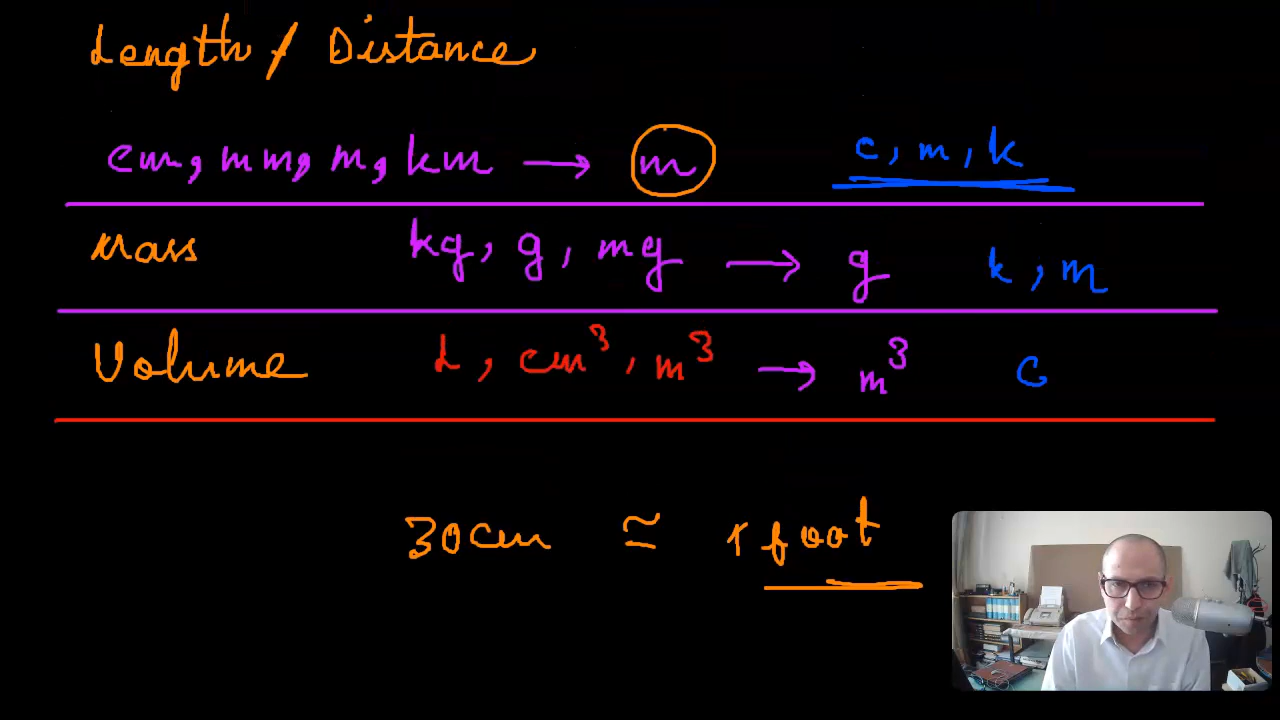 Length / Distance
cm, mm, m, km → m c, m, k
Mass kg, g, mg → g k, m
Volume L, cm³, m³ → m³ c
30cm ≅ 1 foot